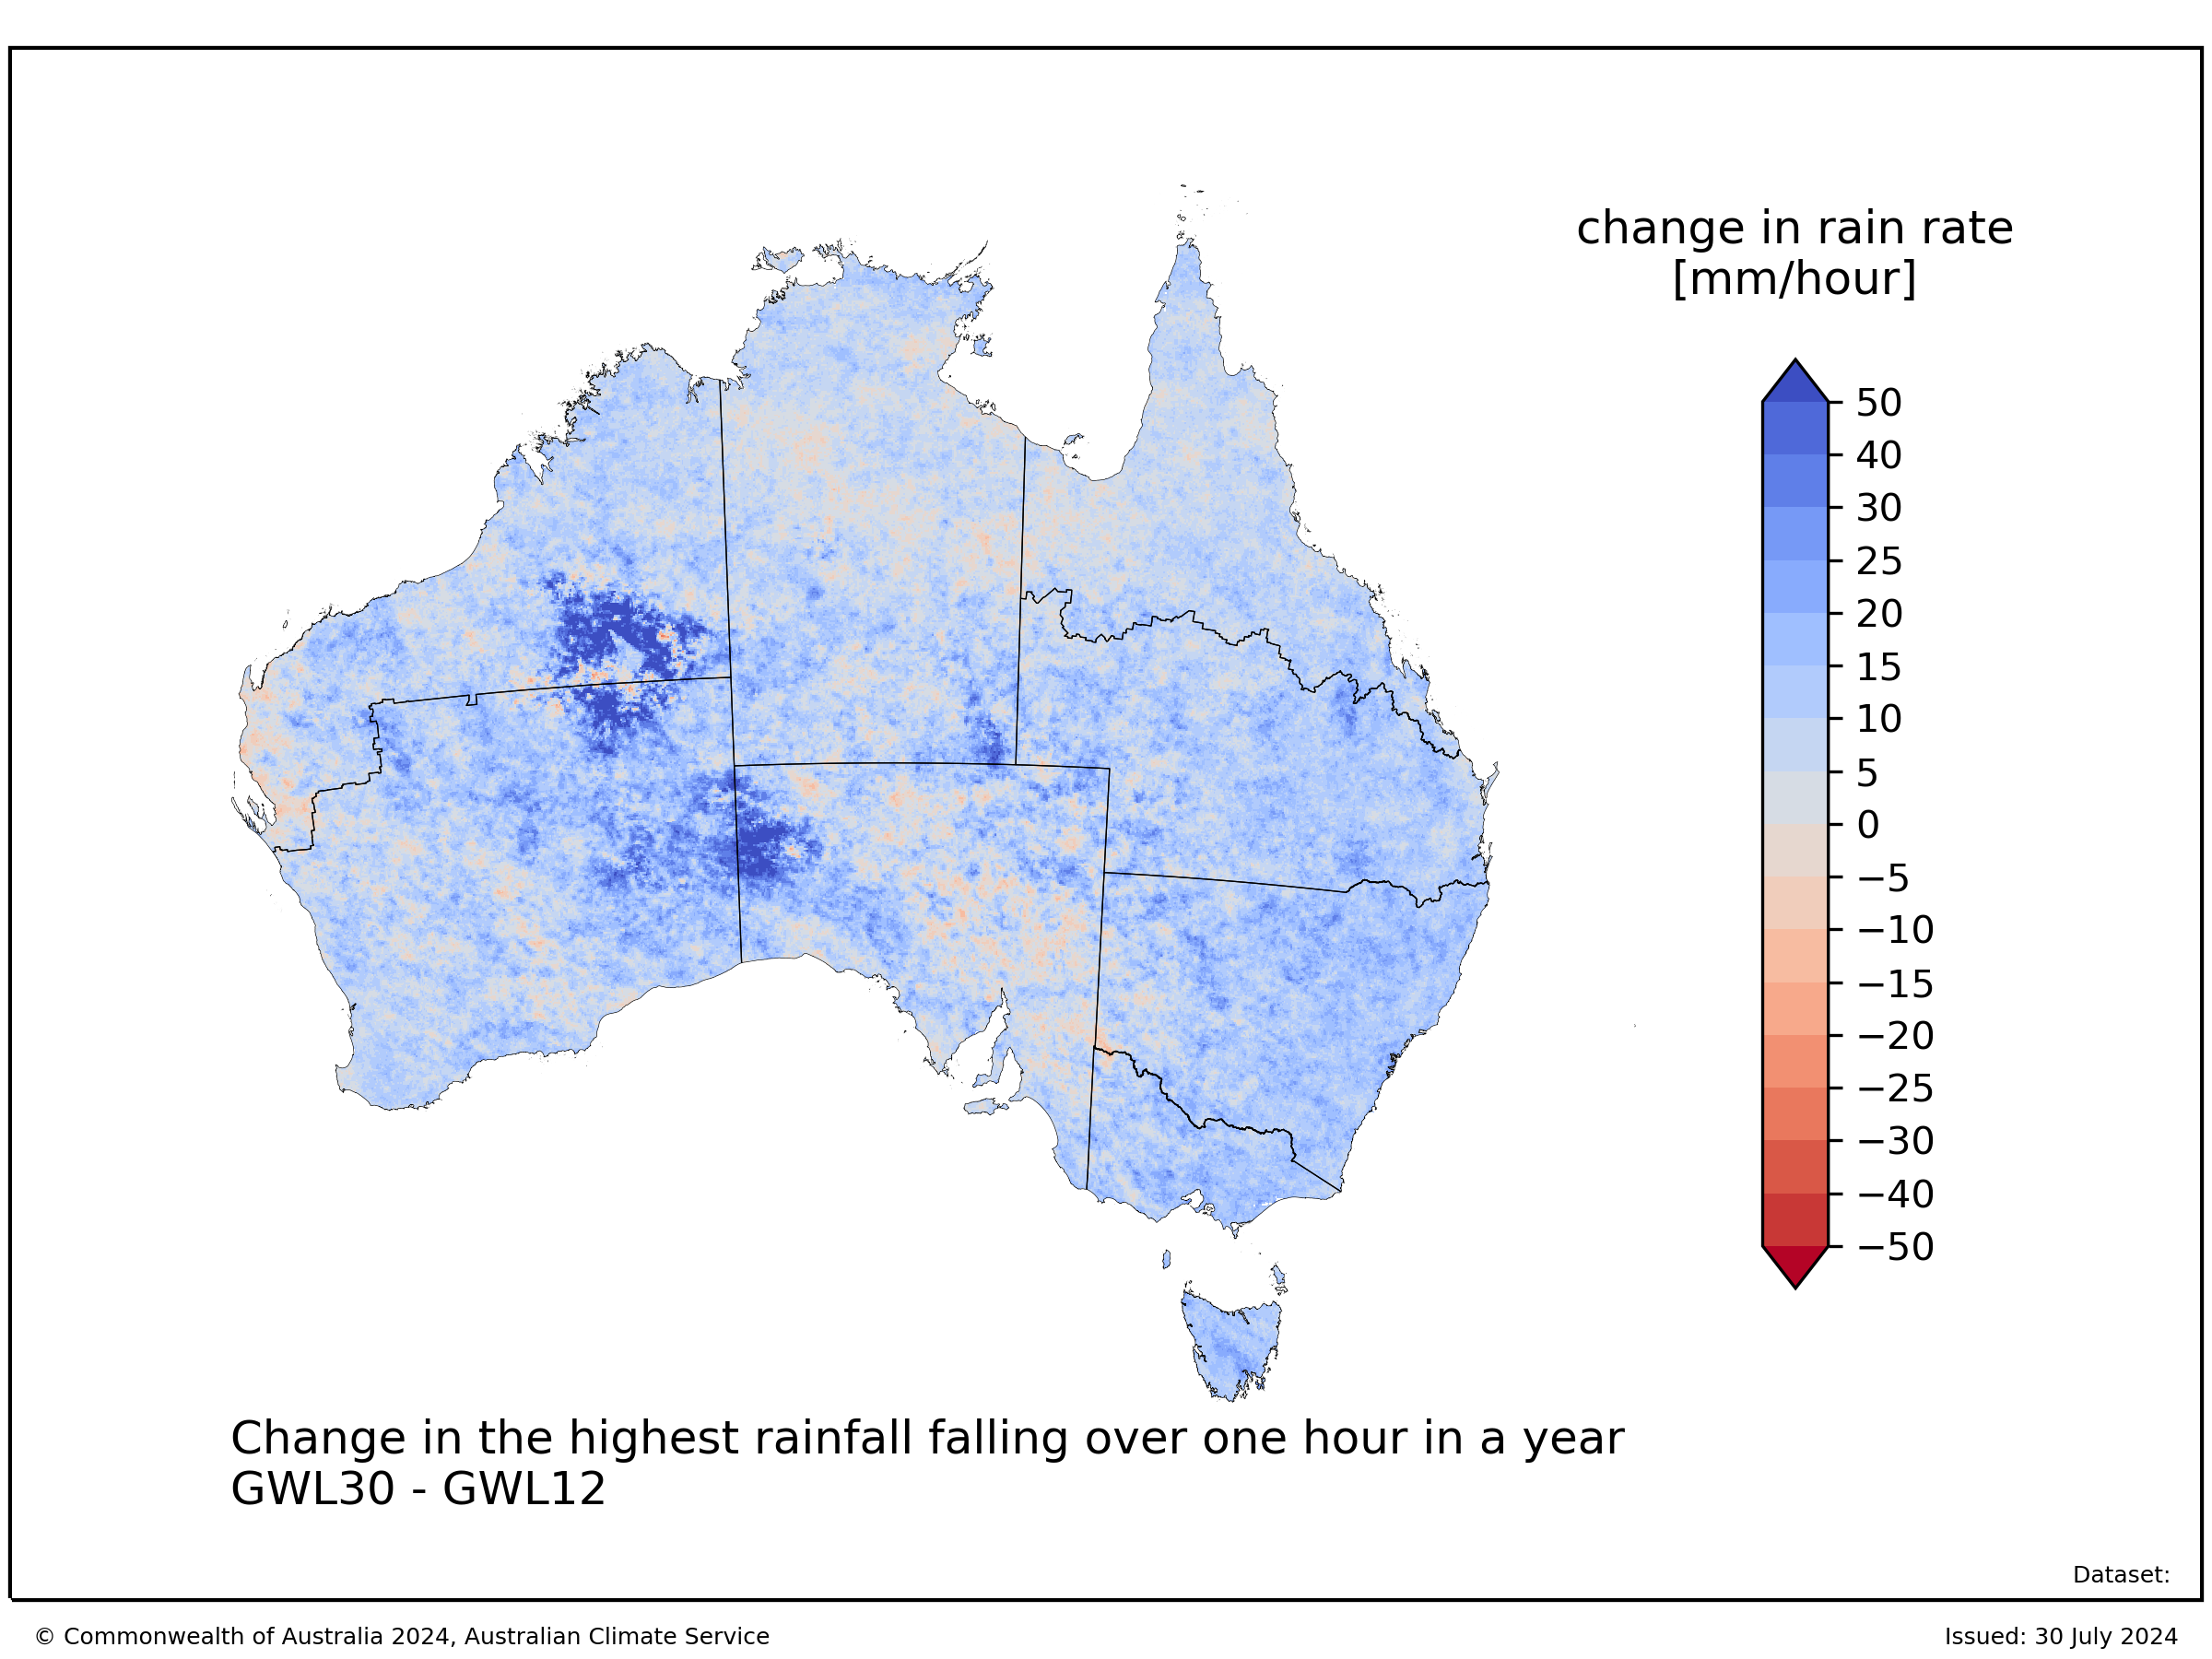 change in rain rate
[mm/hour]
50
40
30
25
20
15
10
5
0
−5
−10
−15
−20
−25
−30
−40
−50
Change in the highest rainfall falling over one hour in a year
GWL30 - GWL12
Dataset:
© Commonwealth of Australia 2024, Australian Climate Service
Issued: 30 July 2024